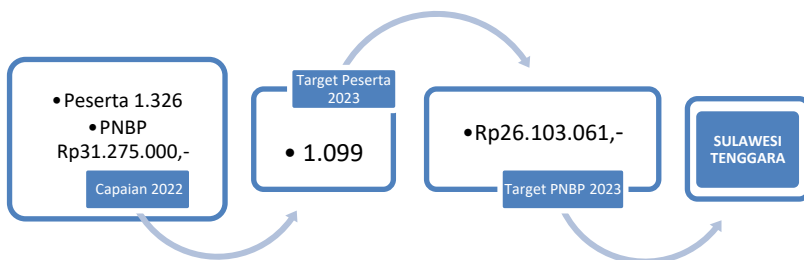 •Peserta 1.326
•PNBP
Rp31.275.000,-
Capaian 2022
Target Peserta
2023
• 1.099
•Rp26.103.061,-
Target PNBP 2023
SULAWESI
TENGGARA